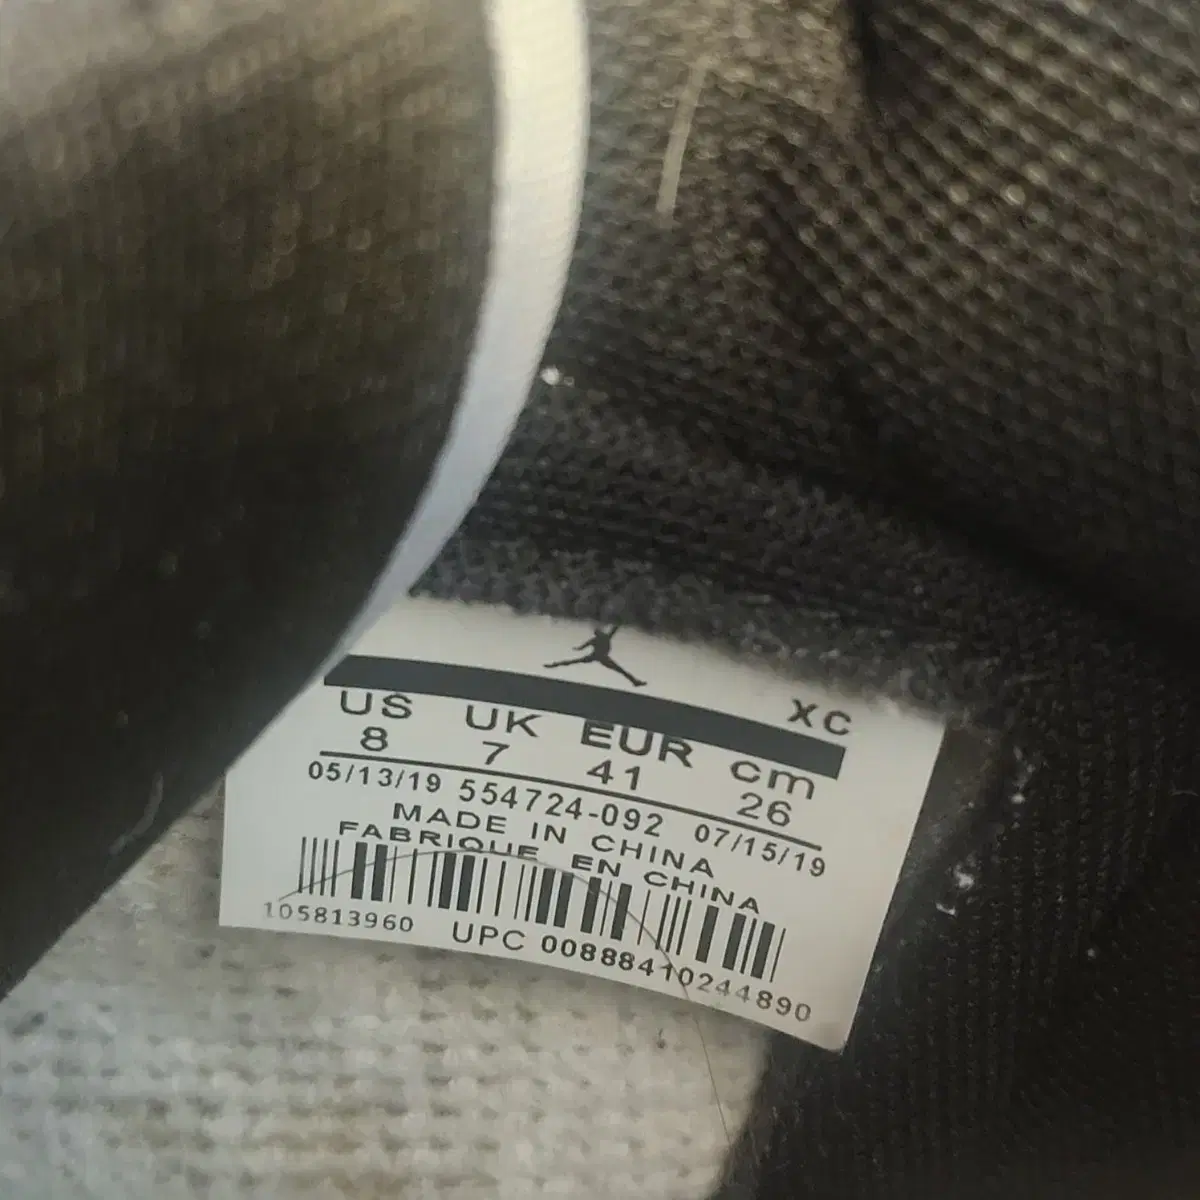 XC
US UK EUR cm
8 7 41 26
05/13/19 554724-092 07/15/19
MADE IN CHINA
FABRIQUE EN CHINA
105813960 UPC 00888410244890